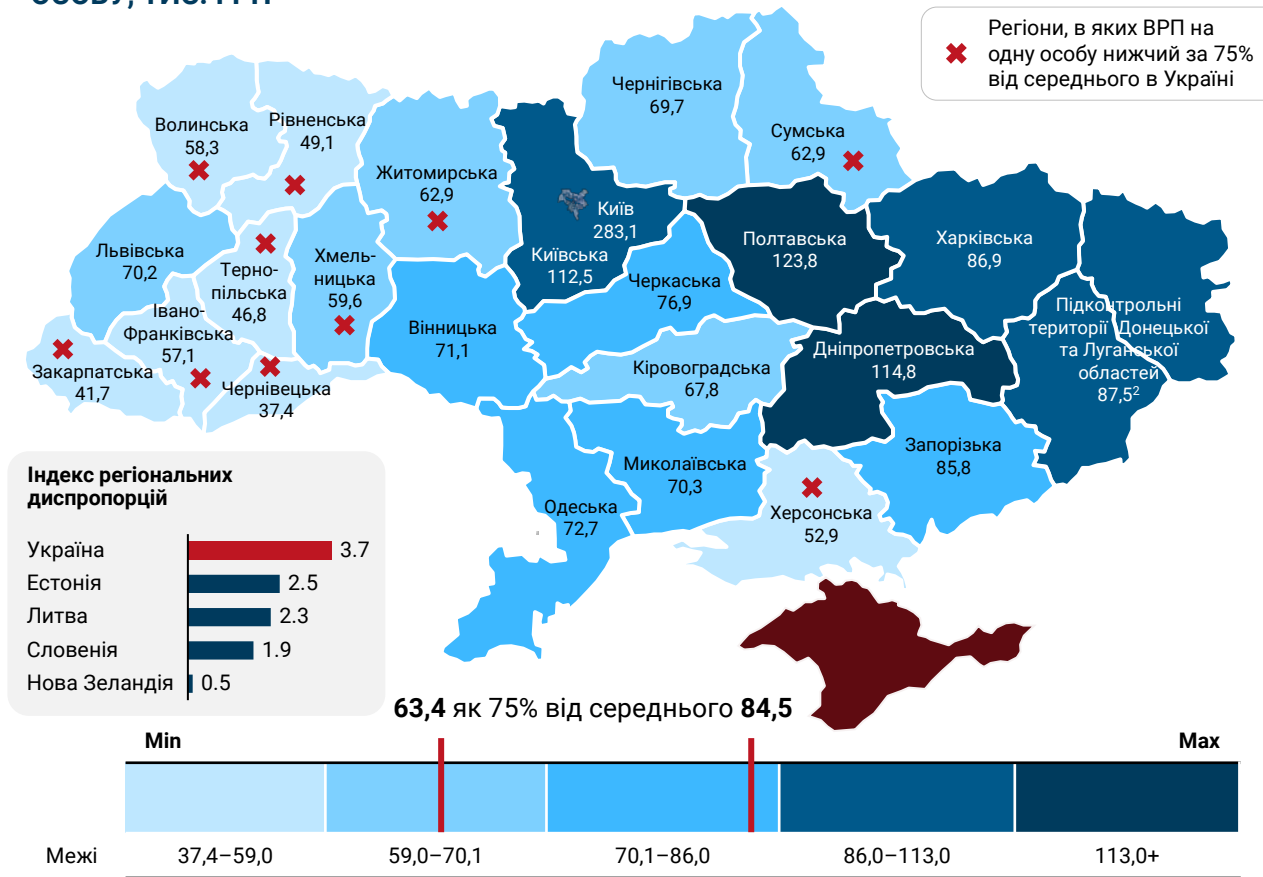 Регіони, в яких ВРП на
одну особу нижчий за 75%
від середнього в Україні
Чернігівська
69,7
Сумська
62,9
Волинська
58,3
Рівненська
49,1
Житомирська
62,9
Київ
283,1
Київська
112,5
Полтавська
123,8
Харківська
86,9
Львівська
70,2
Терно-
пільська
46,8
Хмель-
ницька
59,6
Черкаська
76,9
Вінницька
71,1
Івано-
Франківська
57,1
Закарпатська
41,7
Чернівецька
37,4
Кіровоградська
67,8
Дніпропетровська
114,8
Підконтрольні
території Донецької
та Луганської
областей
87,5²
Запорізька
85,8
Миколаївська
70,3
Одеська
72,7
Херсонська
52,9
Індекс регіональних
диспропорцій
Україна 3.7
Естонія 2.5
Литва 2.3
Словенія 1.9
Нова Зеландія 0.5
63,4 як 75% від середнього 84,5
Min Max
Межі 37,4–59,0 59,0–70,1 70,1–86,0 86,0–113,0 113,0+